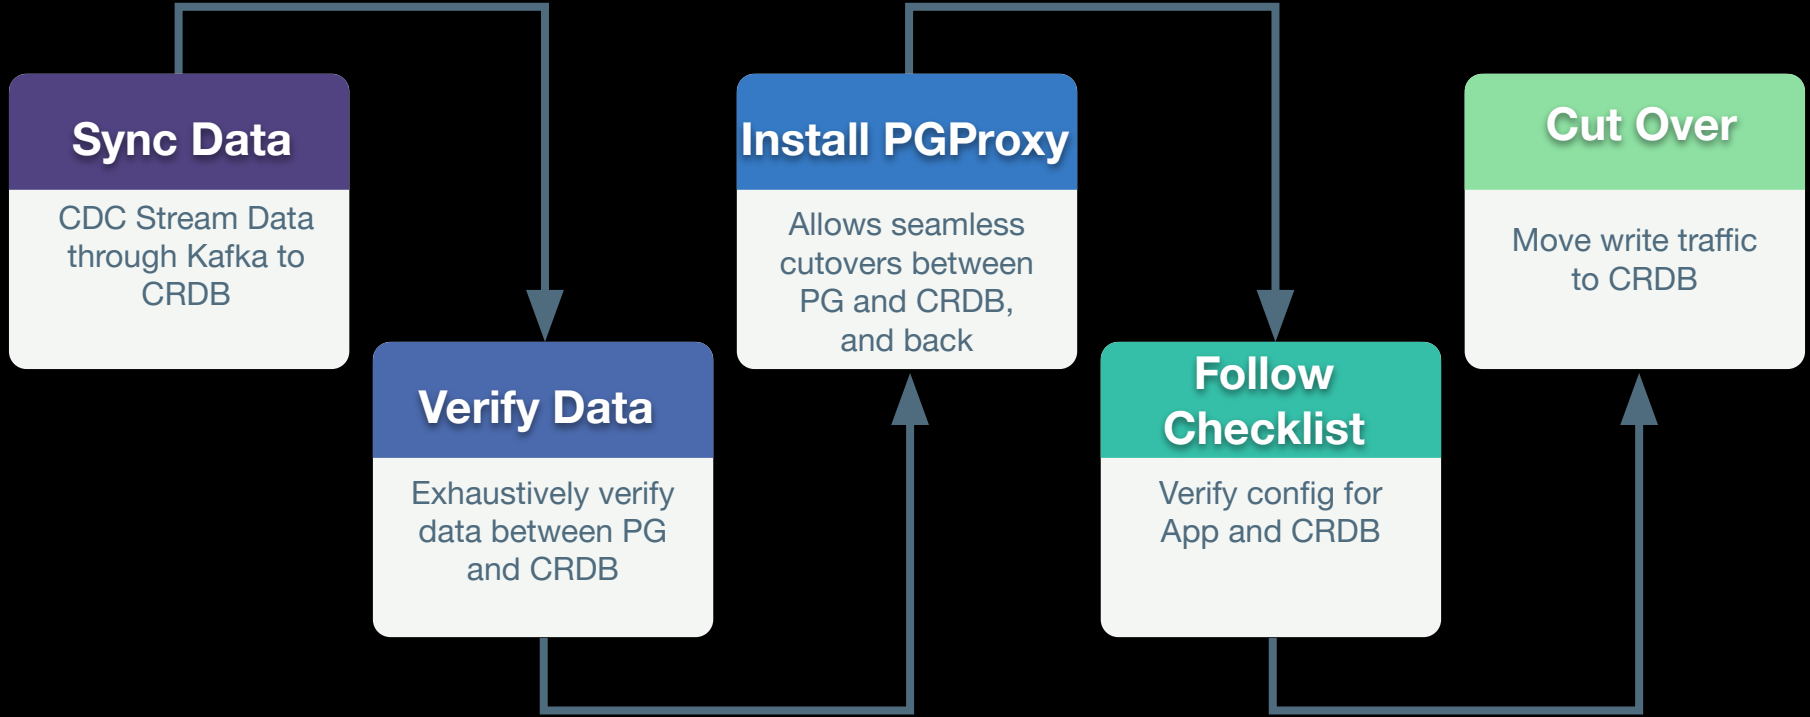 Sync Data
CDC Stream Data
through Kafka to
CRDB
Verify Data
Exhaustively verify
data between PG
and CRDB
Install PGProxy
Allows seamless
cutovers between
PG and CRDB,
and back
Follow
Checklist
Verify config for
App and CRDB
Cut Over
Move write traffic
to CRDB